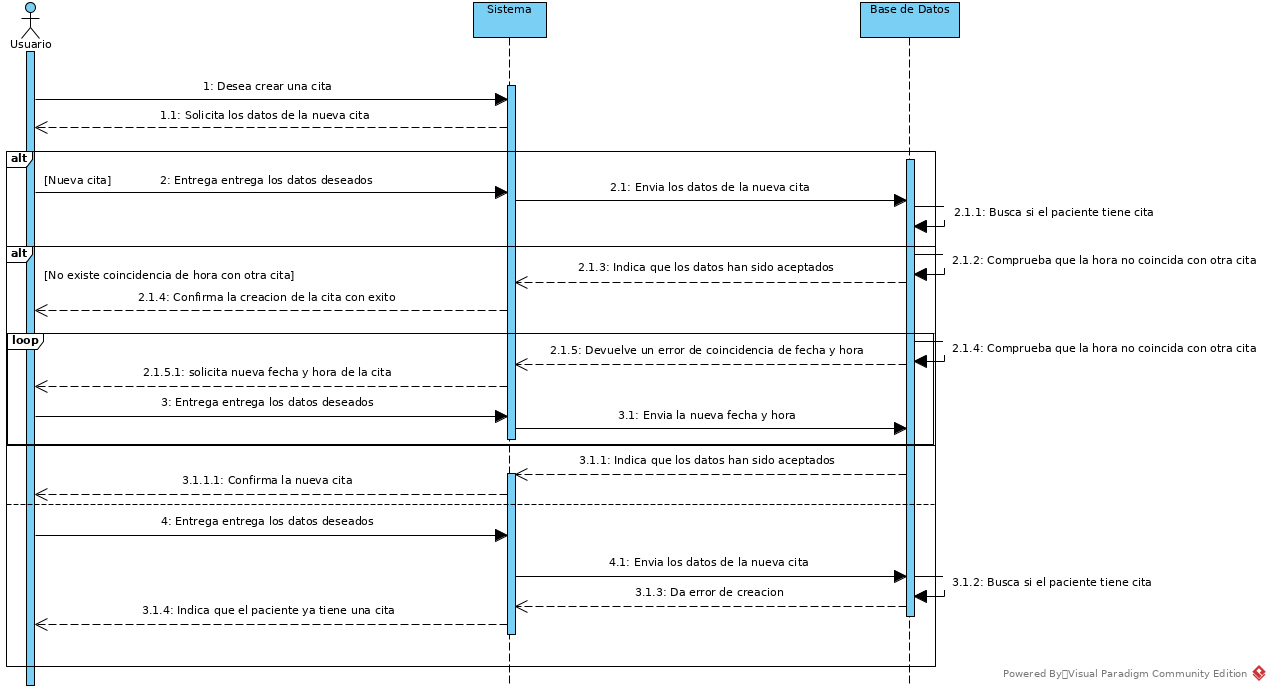 Usuario
Sistema
Base de Datos
1: Desea crear una cita
1.1: Solicita los datos de la nueva cita
alt
[Nueva cita]
2: Entrega entrega los datos deseados
2.1: Envia los datos de la nueva cita
2.1.1: Busca si el paciente tiene cita
alt
[No existe coincidencia de hora con otra cita]
2.1.2: Comprueba que la hora no coincida con otra cita
2.1.3: Indica que los datos han sido aceptados
2.1.4: Confirma la creacion de la cita con exito
loop
2.1.4: Comprueba que la hora no coincida con otra cita
2.1.5: Devuelve un error de coincidencia de fecha y hora
2.1.5.1: solicita nueva fecha y hora de la cita
3: Entrega entrega los datos deseados
3.1: Envia la nueva fecha y hora
3.1.1: Indica que los datos han sido aceptados
3.1.1.1: Confirma la nueva cita
4: Entrega entrega los datos deseados
4.1: Envia los datos de la nueva cita
3.1.2: Busca si el paciente tiene cita
3.1.3: Da error de creacion
3.1.4: Indica que el paciente ya tiene una cita
Powered By Visual Paradigm Community Edition